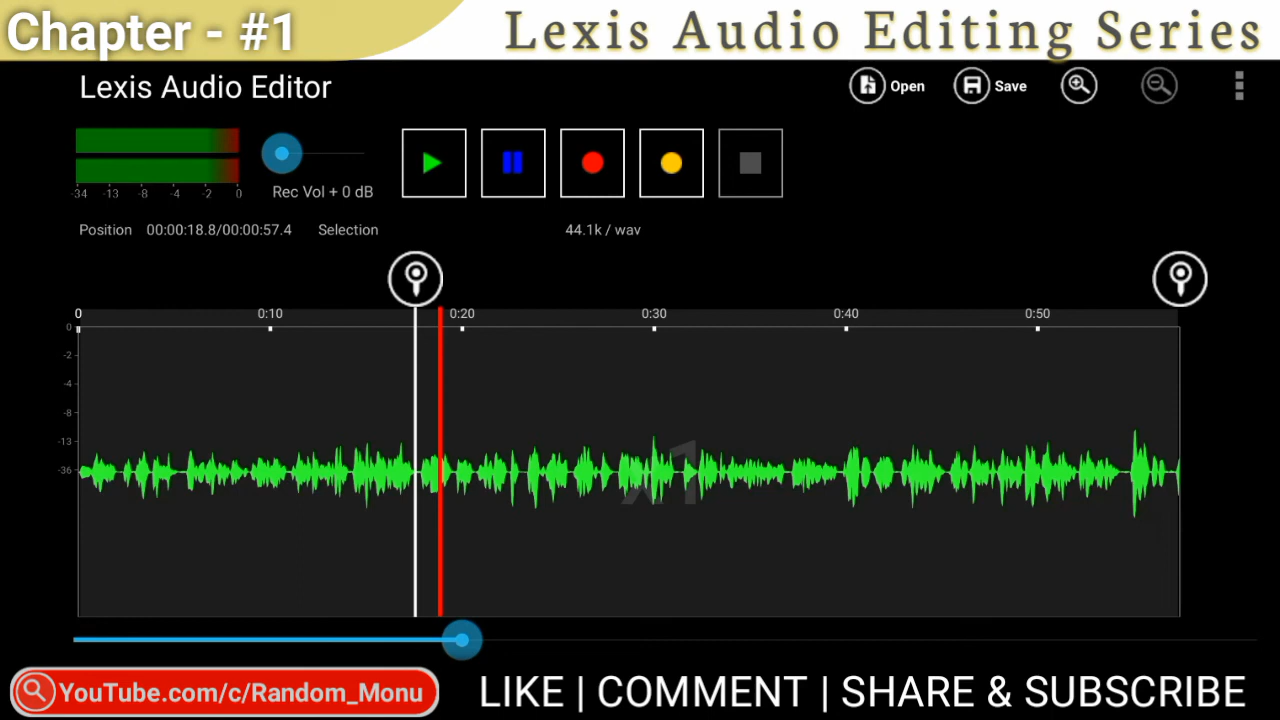 Chapter - #1
Lexis Audio Editing Series
Lexis Audio Editor
Open
Save
-34 -13 -8 -4 -2 0
Rec Vol + 0 dB
Position 00:00:18.8/00:00:57.4 Selection 44.1k / wav
0 0:10 0:20 0:30 0:40 0:50
0
-2
-4
-8
-13
-36
x1
YouTube.com/c/Random_Monu
LIKE | COMMENT | SHARE & SUBSCRIBE